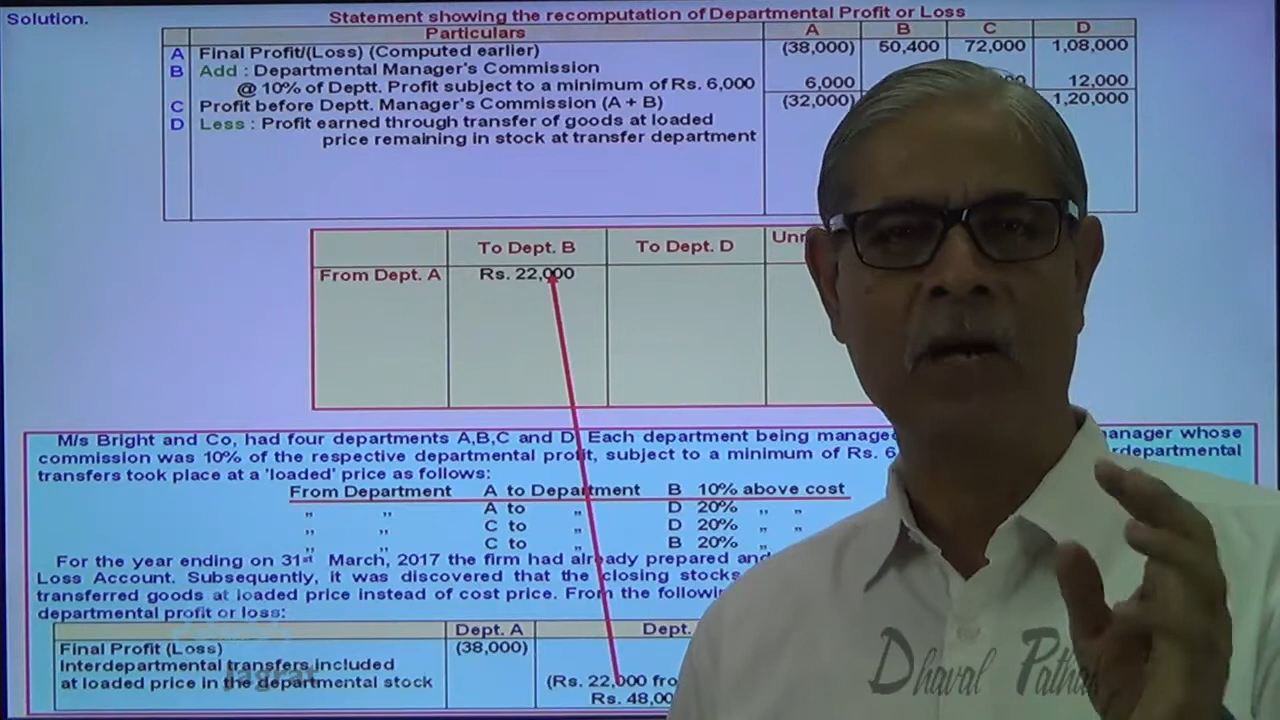 Solution.
Statement showing the recomputation of Departmental Profit or Loss
Particulars A B C D
A Final Profit/(Loss) (Computed earlier) (38,000) 50,400 72,000 1,08,000
B Add : Departmental Manager's Commission
@ 10% of Deptt. Profit subject to a minimum of Rs. 6,000 6,000 12,000
C Profit before Deptt. Manager's Commission (A + B) (32,000) 1,20,000
D Less : Profit earned through transfer of goods at loaded
price remaining in stock at transfer department
To Dept. B To Dept. D
From Dept. A Rs. 22,000
M/s Bright and Co, had four departments A,B,C and D. Each department being managed manager whose
commission was 10% of the respective departmental profit, subject to a minimum of Rs.
transfers took place at a 'loaded' price as follows:
From Department A to Department B 10% above cost
„ „ A to „ D 20% „ „
„ „ C to „ D 20% „ „
„ „ C to „ B 20% „
For the year ending on 31st March, 2017 the firm had already prepared and
Loss Account. Subsequently, it was discovered that the closing stocks
transferred goods at loaded price instead of cost price. From the
departmental profit or loss:
Dept. A Dept.
Final Profit (Loss) (38,000)
Interdepartmental transfers included
at loaded price in the departmental stock (Rs. 22,000
Rs. 48,00
Jagrat
Dhaval Pathak